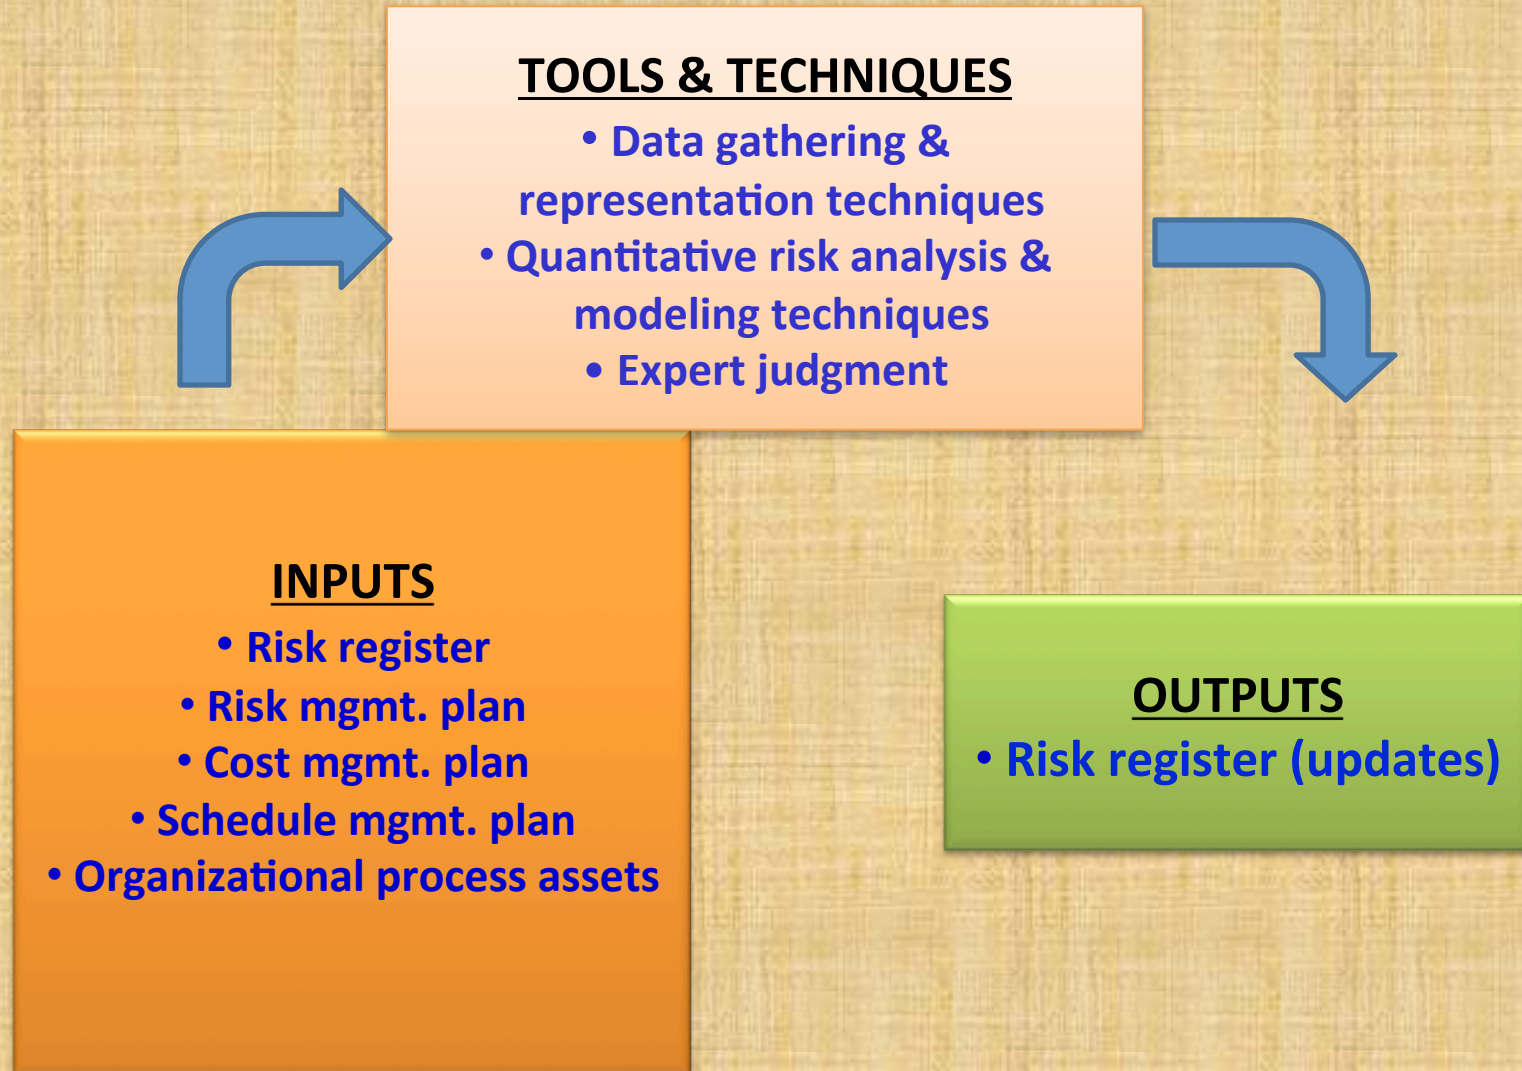 TOOLS & TECHNIQUES
• Data gathering &
representation techniques
• Quantitative risk analysis &
modeling techniques
• Expert judgment
INPUTS
• Risk register
• Risk mgmt. plan
• Cost mgmt. plan
• Schedule mgmt. plan
• Organizational process assets
OUTPUTS
• Risk register (updates)